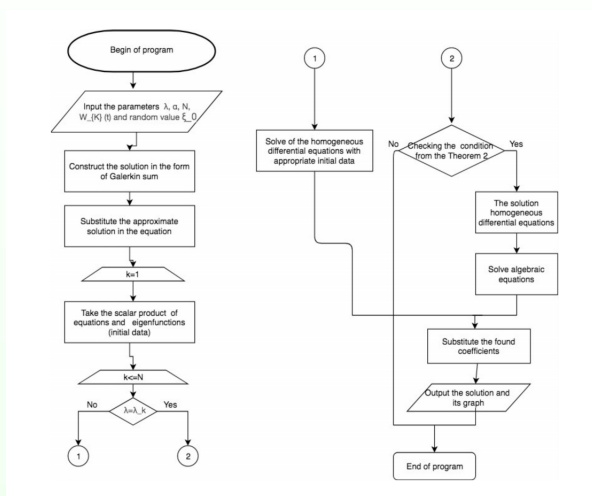 Begin of program
Input the parameters λ, α, N,
W_{K} (t) and random value ξ_0
Construct the solution in the form
of Galerkin sum
Substitute the approximate
solution in the equation
k=1
Take the scalar product of
equations and eigenfunctions
(initial data)
k<=N
No
λ=λ_k
Yes
1
2
1
Solve of the homogeneous
differential equations with
appropriate initial data
2
No
Checking the condition
from the Theorem 2
Yes
The solution
homogeneous
differential equations
Solve algebraic
equations
Substitute the found
coefficients
Output the solution and
its graph
End of program